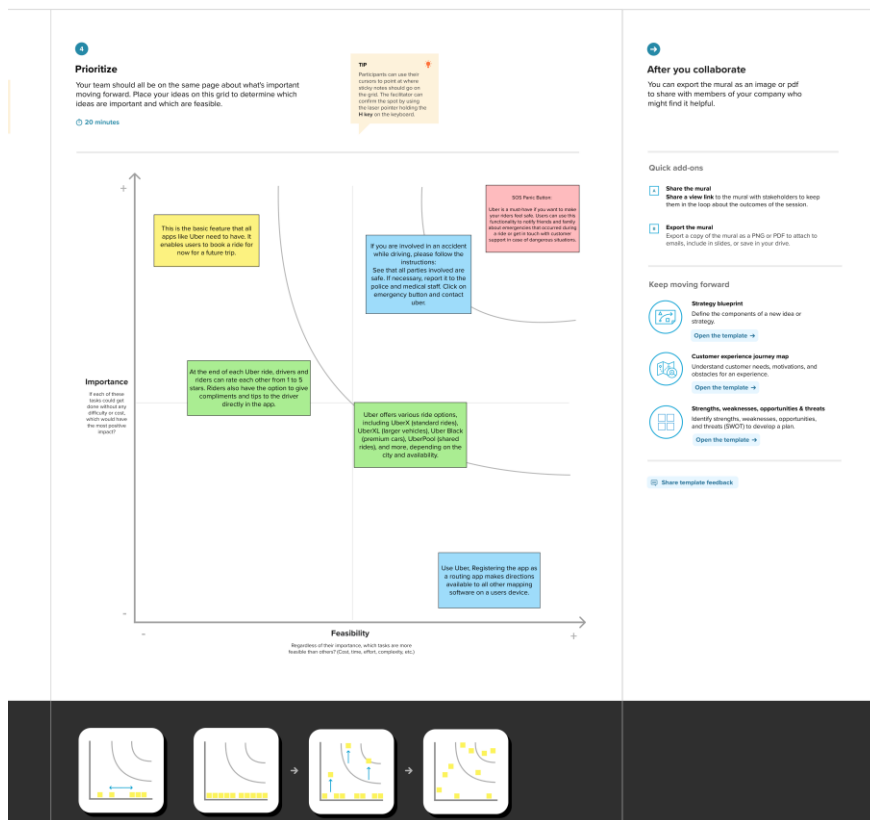 4
Prioritize
Your team should all be on the same page about what's important
moving forward. Place your ideas on this grid to determine which
ideas are important and which are feasible.
20 minutes
TIP
Participants can use their
cursors to point at where
sticky notes should go on
the grid. The facilitator can
confirm the spot by using
the laser pointer holding the
H key on the keyboard.
+
This is the basic feature that all
apps like Uber need to have. It
enables users to book a ride for
now for a future trip.
If you are involved in an accident
while driving, please follow the
instructions:
See that all parties involved are
safe. If necessary, report it to the
police and medical staff. Click on
emergency button and contact
uber.
SOS Panic Button:
Uber is a must-have if you want to make
your riders feel safe. Users can use this
functionality to notify friends and family
about emergencies that occurred during
a ride or get in touch with customer
support in case of dangerous situations.
At the end of each Uber ride, drivers and
riders can rate each other from 1 to 5
stars. Riders also have the option to give
compliments and tips to the driver
directly in the app.
Importance
If each of these
tasks could get
done without any
difficulty or cost,
which would have
the most positive
impact?
Uber offers various ride options,
including UberX (standard rides),
UberXL (larger vehicles), Uber Black
(premium cars), UberPool (shared
rides), and more, depending on the
city and availability.
Use Uber, Registering the app as
a routing app makes directions
available to all other mapping
software on a users device.
-
-
Feasibility
+
Regardless of their importance, which tasks are more
feasible than others? (Cost, time, effort, complexity, etc.)
After you collaborate
You can export the mural as an image or pdf
to share with members of your company who
might find it helpful.
Quick add-ons
Share the mural
Share a view link to the mural with stakeholders to keep
them in the loop about the outcomes of the session.
Export the mural
Export a copy of the mural as a PNG or PDF to attach to
emails, include in slides, or save in your drive.
Keep moving forward
Strategy blueprint
Define the components of a new idea or
strategy.
Open the template →
Customer experience journey map
Understand customer needs, motivations, and
obstacles for an experience.
Open the template →
Strengths, weaknesses, opportunities & threats
Identify strengths, weaknesses, opportunities,
and threats (SWOT) to develop a plan.
Open the template →
Share template feedback